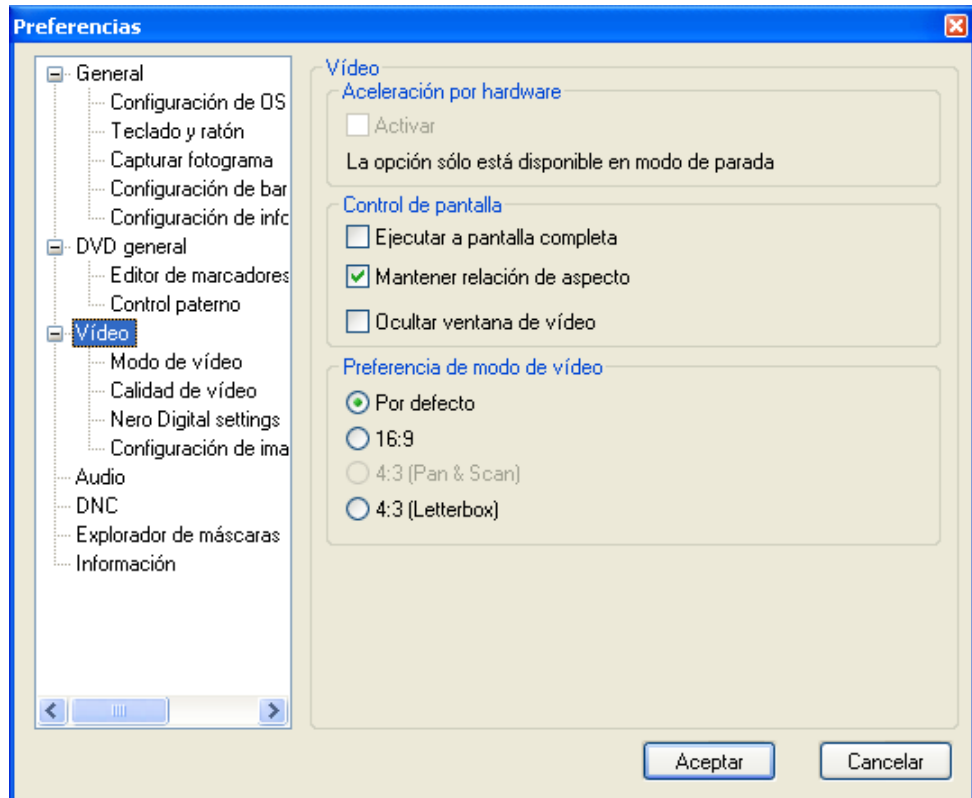 Preferencias
General
Configuración de OS
Teclado y ratón
Capturar fotograma
Configuración de bar
Configuración de infc
DVD general
Editor de marcadores
Control paterno
Vídeo
Modo de vídeo
Calidad de vídeo
Nero Digital settings
Configuración de ima
Audio
DNC
Explorador de máscaras
Información
Vídeo
Aceleración por hardware
Activar
La opción sólo está disponible en modo de parada
Control de pantalla
Ejecutar a pantalla completa
Mantener relación de aspecto
Ocultar ventana de vídeo
Preferencia de modo de vídeo
Por defecto
16:9
4:3 (Pan & Scan)
4:3 (Letterbox)
Aceptar
Cancelar